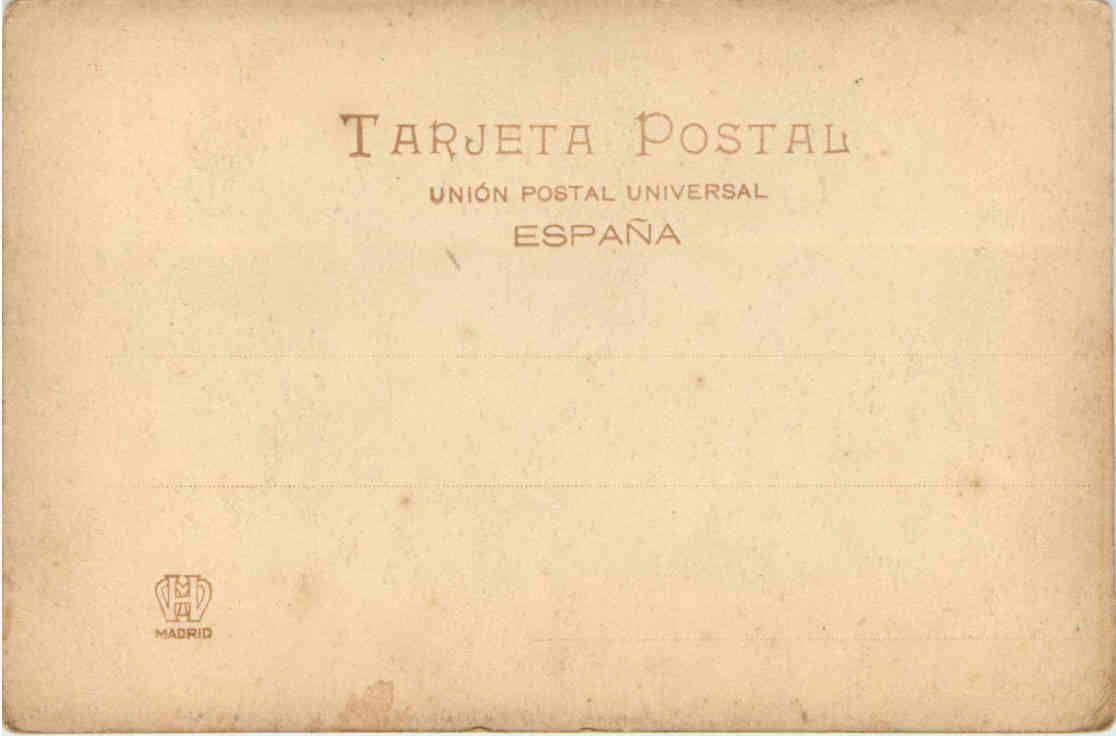 TARJETA POSTAL
UNIÓN POSTAL UNIVERSAL
ESPAÑA
MADRID